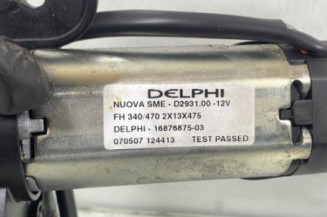 DELPHI
NUOVA SME - D2931.00 -12V
FH 340/470 2X13X475
DELPHI - 16876875-03
070507 124413 TEST PASSED